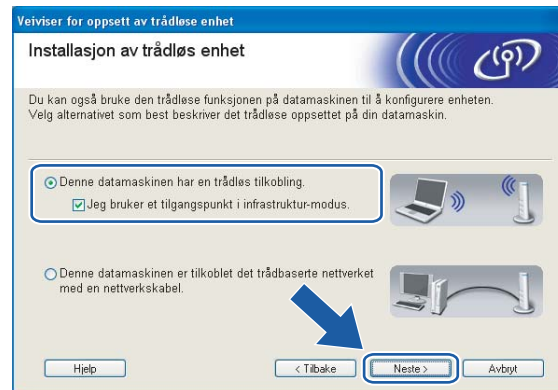 Veiviser for oppsett av trådløse enhet
Installasjon av trådløs enhet
Du kan også bruke den trådløse funksjonen på datamaskinen til å konfigurere enheten.
Velg alternativet som best beskriver det trådløse oppsettet på din datamaskin.
Denne datamaskinen har en trådløs tilkobling.
Jeg bruker et tilgangspunkt i infrastruktur-modus.
Denne datamaskinen er tilkoblet det trådbaserte nettverket
med en nettverkskabel.
Hjelp
< Tilbake
Neste >
Avbryt